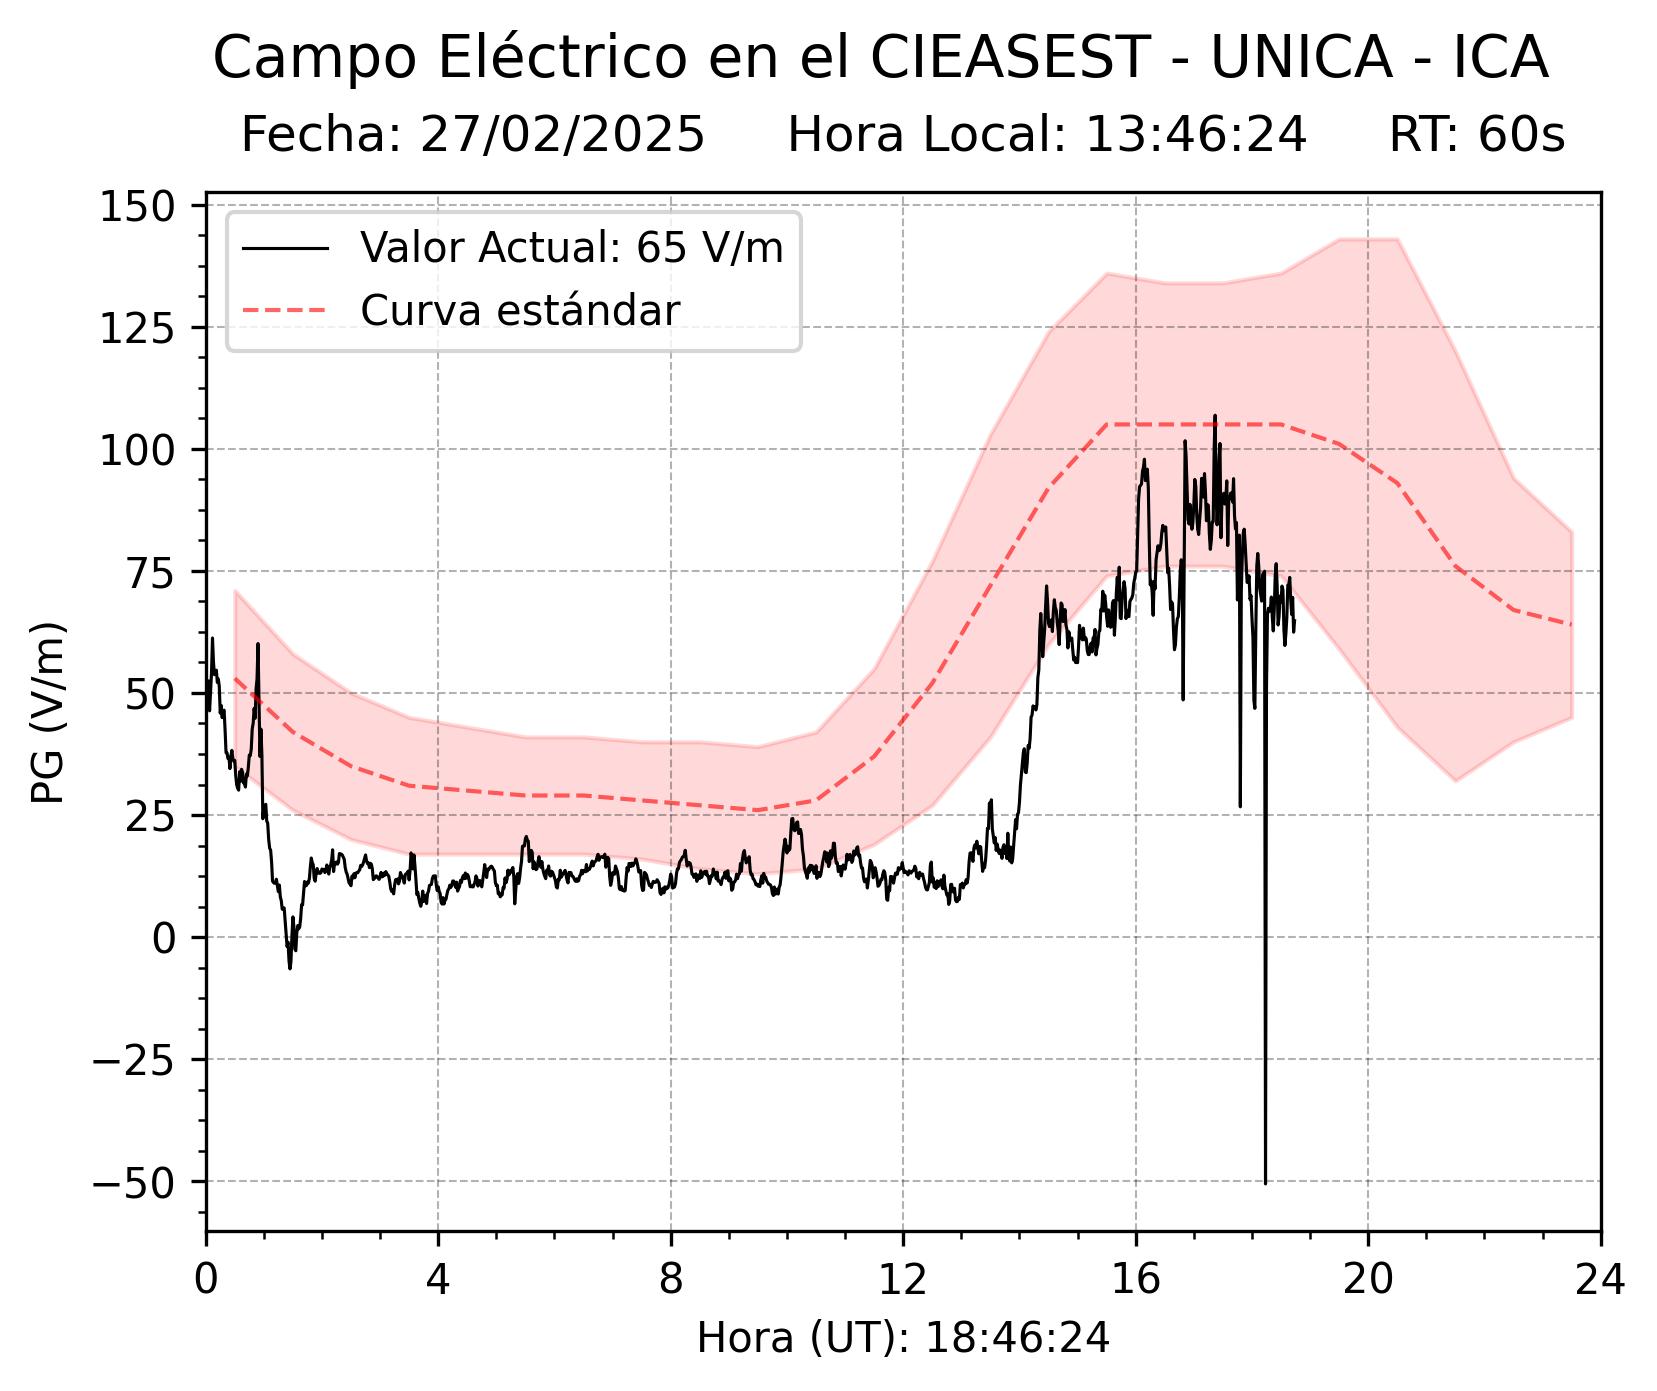 Campo Eléctrico en el CIEASEST - UNICA - ICA
Fecha: 27/02/2025 Hora Local: 13:46:24 RT: 60s
Valor Actual: 65 V/m
Curva estándar
PG (V/m)
150
125
100
75
50
25
0
−25
−50
0 4 8 12 16 20 24
Hora (UT): 18:46:24